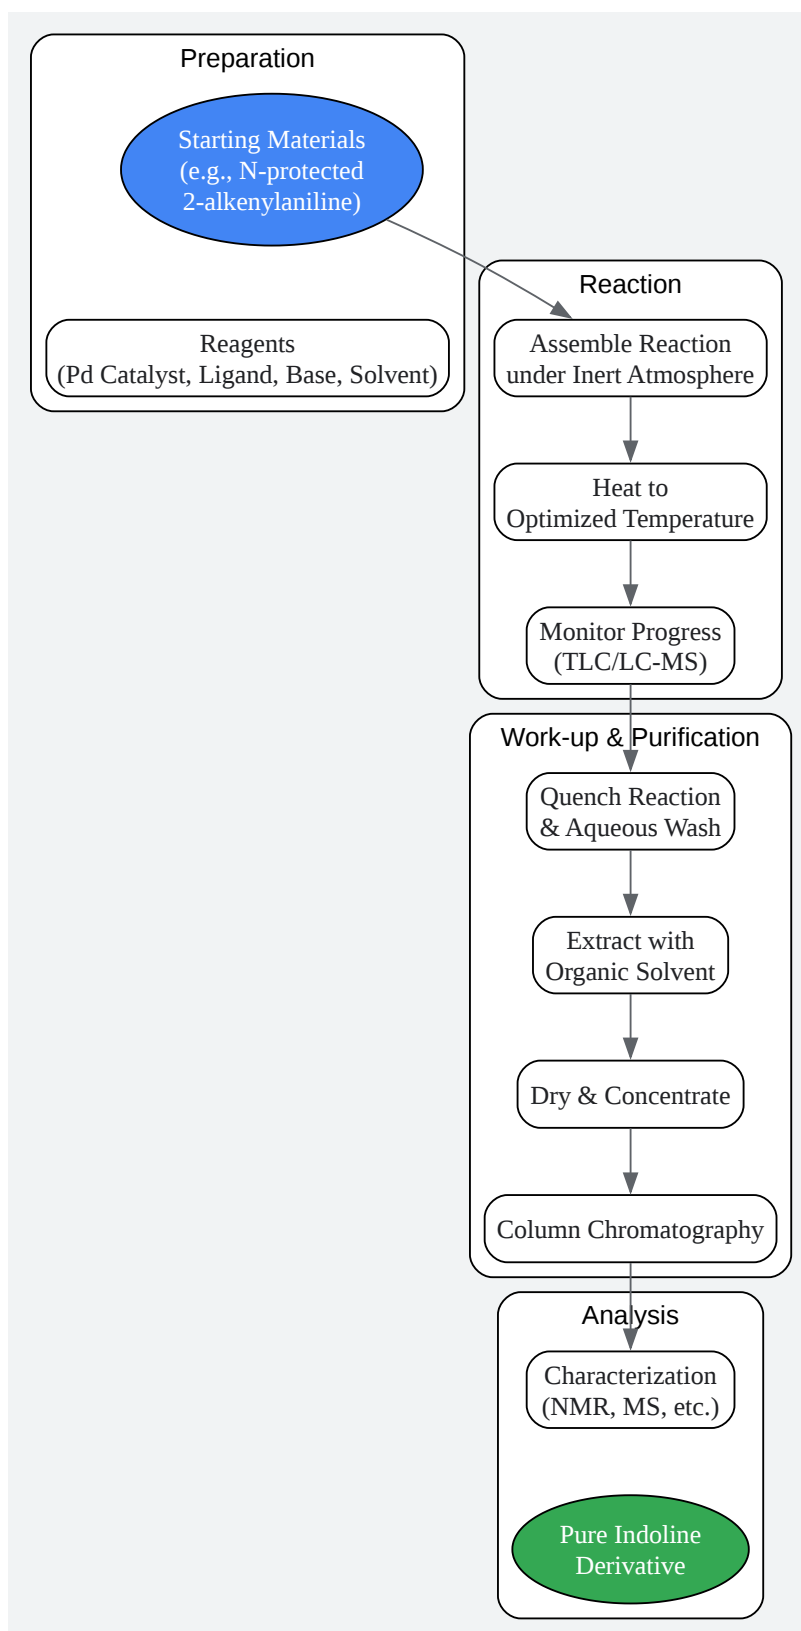 Preparation
Starting Materials
(e.g., N-protected
2-alkenylaniline)
Reagents
(Pd Catalyst, Ligand, Base, Solvent)
Reaction
Assemble Reaction
under Inert Atmosphere
Heat to
Optimized Temperature
Monitor Progress
(TLC/LC-MS)
Work-up & Purification
Quench Reaction
& Aqueous Wash
Extract with
Organic Solvent
Dry & Concentrate
Column Chromatography
Analysis
Characterization
(NMR, MS, etc.)
Pure Indoline
Derivative